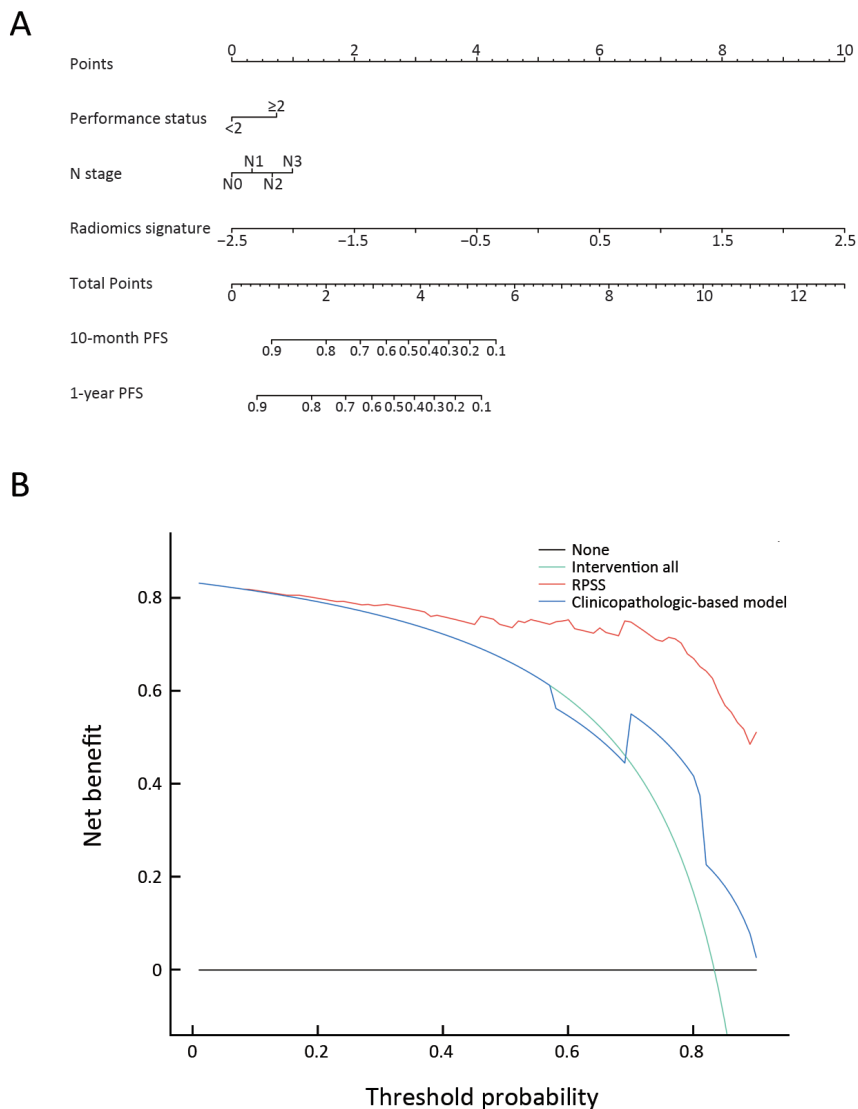 A
Points
0 2 4 6 8 10
Performance status
≥2
<2
N stage
N1 N3
N0 N2
Radiomics signature
−2.5 −1.5 −0.5 0.5 1.5 2.5
Total Points
0 2 4 6 8 10 12
10-month PFS
0.9 0.8 0.7 0.6 0.5 0.4 0.3 0.2 0.1
1-year PFS
0.9 0.8 0.7 0.6 0.5 0.4 0.3 0.2 0.1
B
None
Intervention all
RPSS
Clinicopathologic-based model
0.8
0.6
0.4
0.2
0
Net benefit
0 0.2 0.4 0.6 0.8
Threshold probability